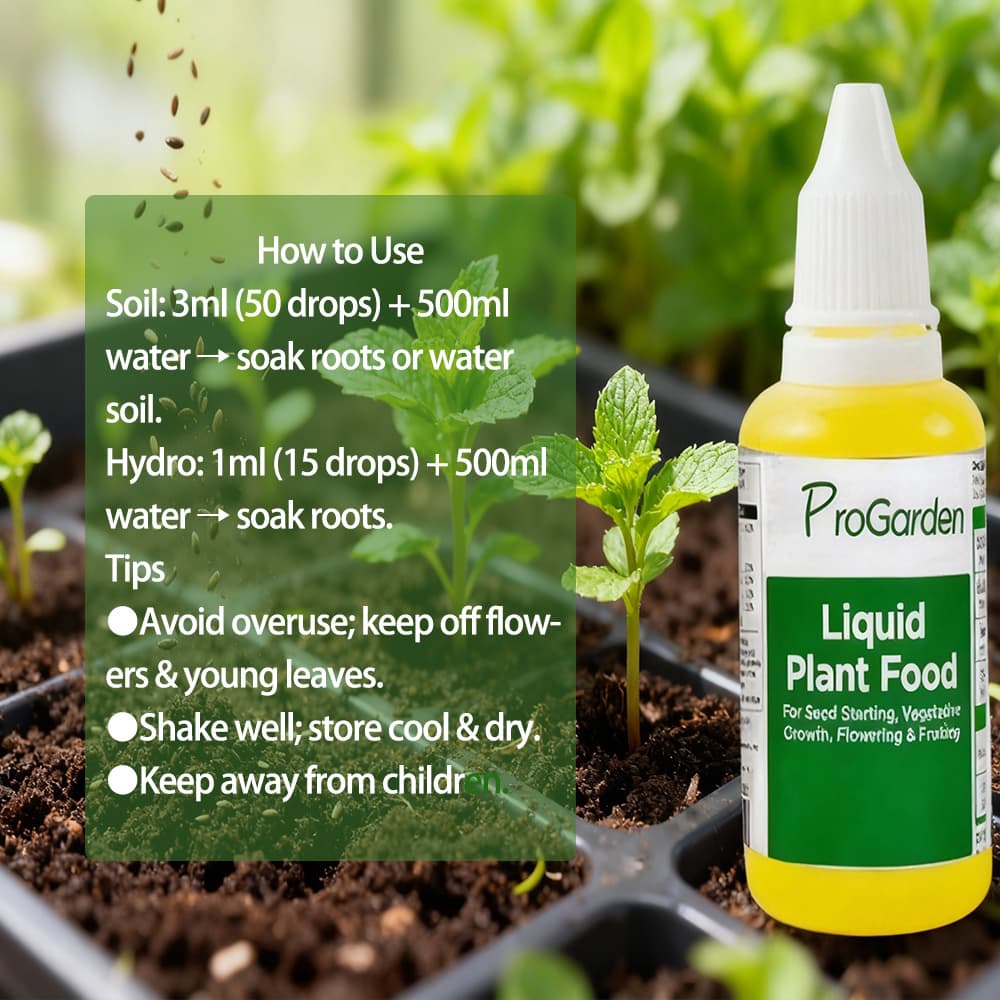 How to Use
Soil: 3ml (50 drops) + 500ml
water → soak roots or water
soil.
Hydro: 1ml (15 drops) + 500ml
water → soak roots.
Tips
●Avoid overuse; keep off flow-
ers & young leaves.
●Shake well; store cool & dry.
●Keep away from children.
ProGarden
Liquid
Plant Food
For Seed Starting, Vegetative
Growth, Flowering & Fruiting